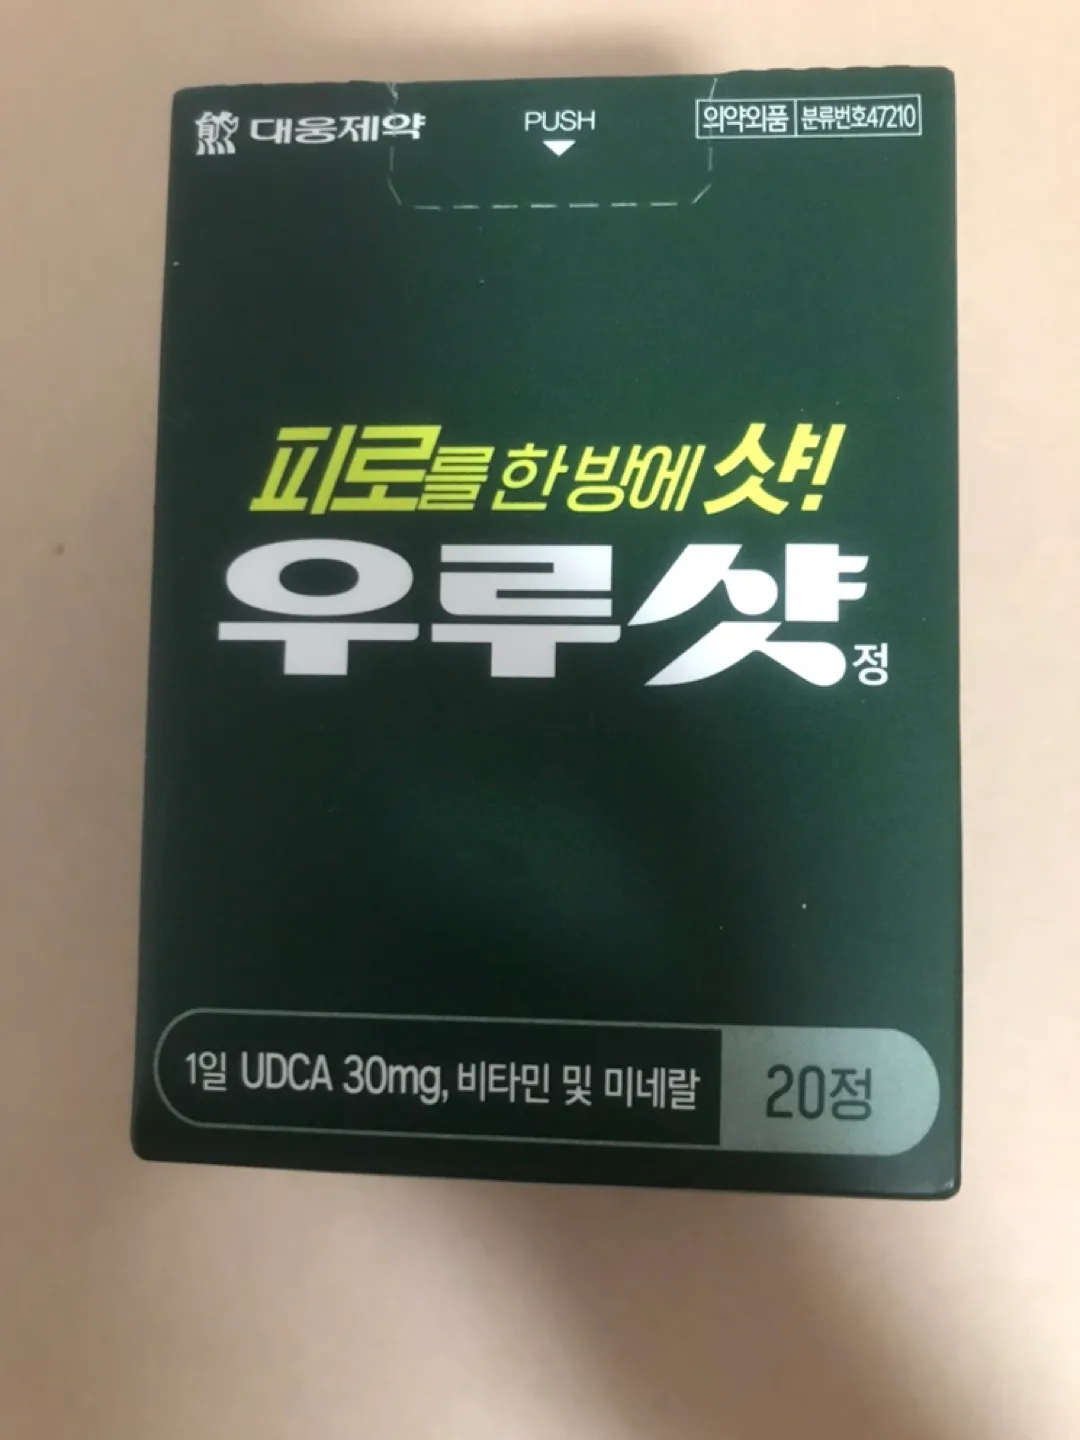 대웅제약
PUSH
의약외품 분류번호47210
피로를 한 방에 샷!
우루샷정
1일 UDCA 30mg, 비타민 및 미네랄
20정